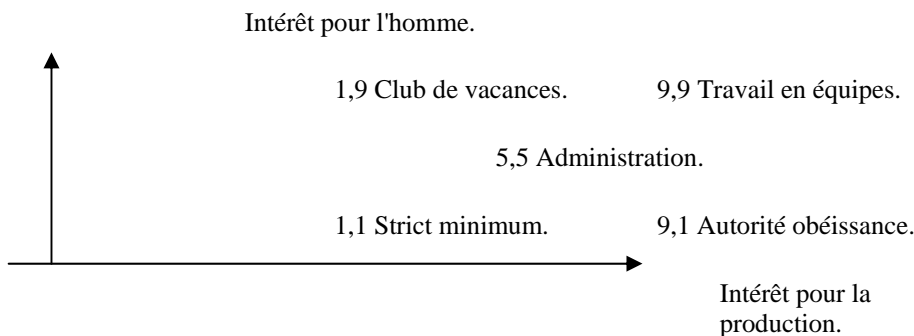 Intérêt pour l'homme.
1,9 Club de vacances. 9,9 Travail en équipes.
5,5 Administration.
1,1 Strict minimum. 9,1 Autorité obéissance.
Intérêt pour la
production.